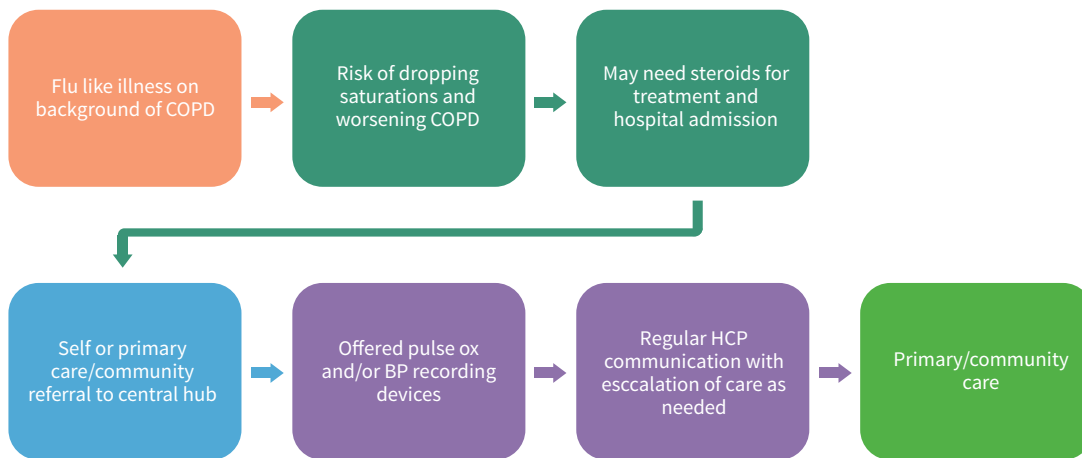 Flu like illness on
background of COPD
Risk of dropping
saturations and
worsening COPD
May need steroids for
treatment and
hospital admission
Self or primary
care/community
referral to central hub
Offered pulse ox
and/or BP recording
devices
Regular HCP
communication with
esccalation of care as
needed
Primary/community
care